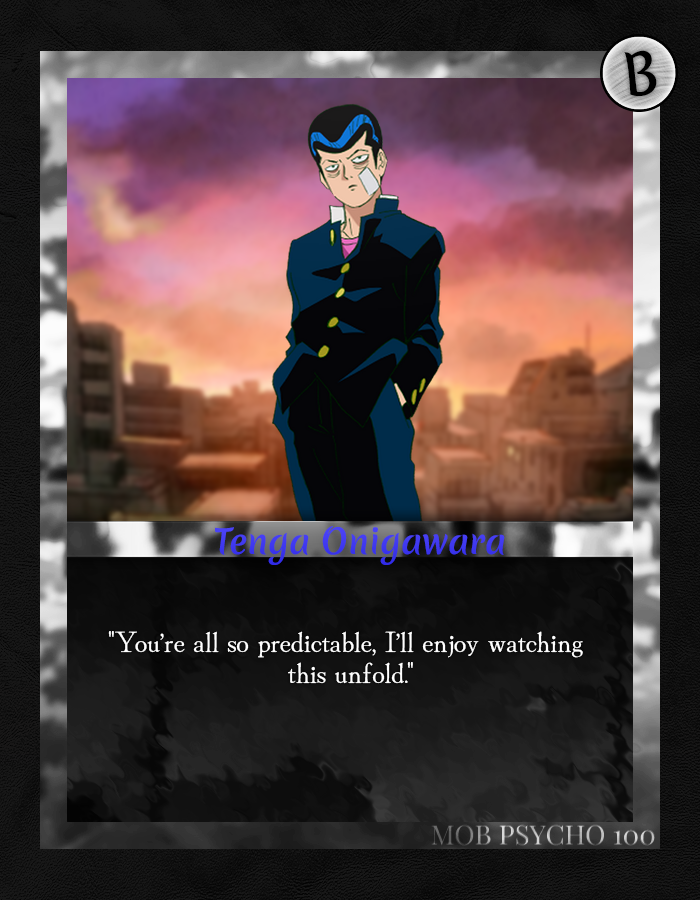 B
Tenga Onigawara
"You're all so predictable, I'll enjoy watching
this unfold."
MOB PSYCHO 100